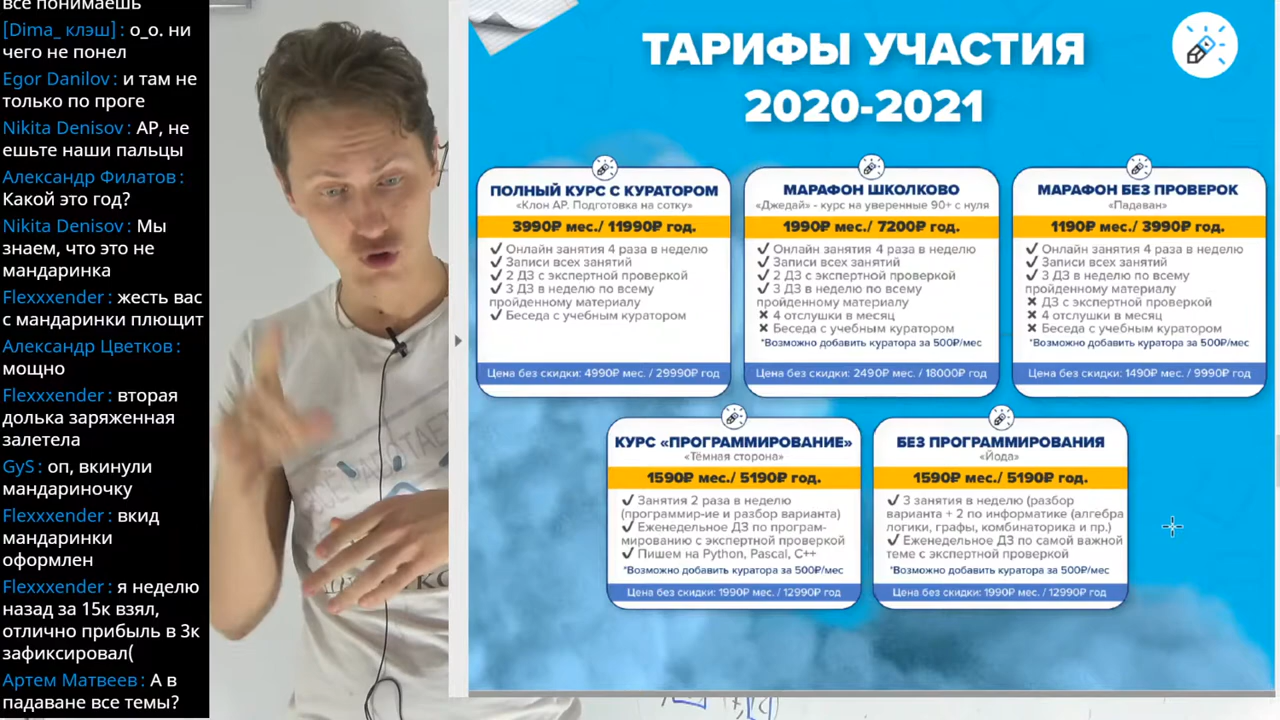 все понимаешь
[Dima_ клэш] : о_о. ни
чего не понел
Egor Danilov : и там не
только по проге
Nikita Denisov : АР, не
ешьте наши пальцы
Александр Филатов :
Какой это год?
Nikita Denisov : Мы
знаем, что это не
мандаринка
Flexxxender : жесть вас
с мандаринки плющит
Александр Цветков :
мощно
Flexxxender : вторая
долька заряженная
залетела
GyS : оп, вкинули
мандариночку
Flexxxender : вкид
мандаринки
оформлен
Flexxxender : я неделю
назад за 15к взял,
отлично прибыль в 3к
зафиксировал(
Артем Матвеев : А в
падаване все темы?
ТАРИФЫ УЧАСТИЯ
2020-2021
ПОЛНЫЙ КУРС С КУРАТОРОМ
«Клон АР. Подготовка на сотку»
3990₽ мес./ 11990₽ год.
✓ Онлайн занятия 4 раза в неделю
✓ Записи всех занятий
✓ 2 ДЗ с экспертной проверкой
✓ 3 ДЗ в неделю по всему
пройденному материалу
✓ Беседа с учебным куратором
Цена без скидки: 4990₽ мес. / 29990₽ год
МАРАФОН ШКОЛКОВО
«Джедай» - курс на уверенные 90+ с нуля
1990₽ мес./ 7200₽ год.
✓ Онлайн занятия 4 раза в неделю
✓ Записи всех занятий
✓ 2 ДЗ с экспертной проверкой
✓ 3 ДЗ в неделю по всему
пройденному материалу
✕ 4 отслушки в месяц
✕ Беседа с учебным куратором
*Возможно добавить куратора за 500₽/мес
Цена без скидки: 2490₽ мес. / 18000₽ год
МАРАФОН БЕЗ ПРОВЕРОК
«Падаван»
1190₽ мес./ 3990₽ год.
✓ Онлайн занятия 4 раза в неделю
✓ Записи всех занятий
✓ 3 ДЗ в неделю по всему
пройденному материалу
✕ ДЗ с экспертной проверкой
✕ 4 отслушки в месяц
✕ Беседа с учебным куратором
*Возможно добавить куратора за 500₽/мес
Цена без скидки: 1490₽ мес. / 9990₽ год
КУРС «ПРОГРАММИРОВАНИЕ»
«Тёмная сторона»
1590₽ мес./ 5190₽ год.
✓ Занятия 2 раза в неделю
(программир-ие и разбор варианта)
✓ Еженедельное ДЗ по програм-
мированию с экспертной проверкой
✓ Пишем на Python, Pascal, C++
*Возможно добавить куратора за 500₽/мес
Цена без скидки: 1990₽ мес. / 12990₽ год
БЕЗ ПРОГРАММИРОВАНИЯ
«Йода»
1590₽ мес./ 5190₽ год.
✓ 3 занятия в неделю (разбор
варианта + 2 по информатике (алгебра
логики, графы, комбинаторика и пр.)
✓ Еженедельное ДЗ по самой важной
теме с экспертной проверкой
*Возможно добавить куратора за 500₽/мес
Цена без скидки: 1990₽ мес. / 12990₽ год